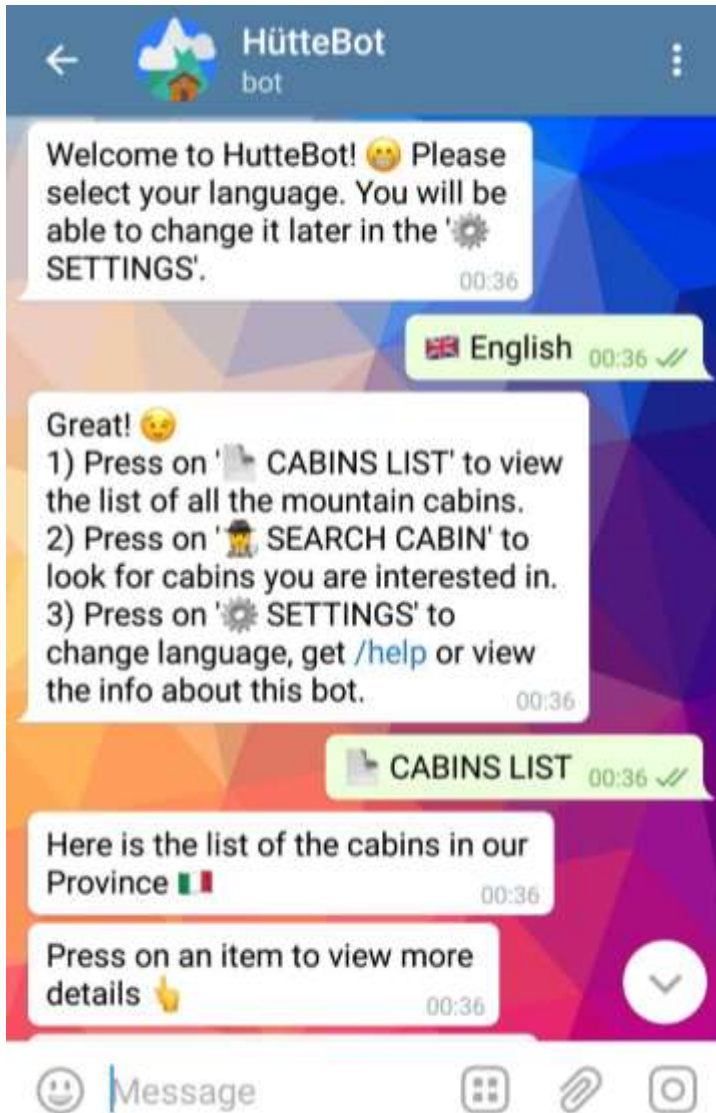 HütteBot
bot
Welcome to HutteBot! 😁 Please
select your language. You will be
able to change it later in the '⚙
SETTINGS'.
00:36
🇬🇧 English 00:36
Great! 😉
1) Press on '📄 CABINS LIST' to view
the list of all the mountain cabins.
2) Press on '🕵 SEARCH CABIN' to
look for cabins you are interested in.
3) Press on '⚙ SETTINGS' to
change language, get /help or view
the info about this bot.
00:36
📄 CABINS LIST 00:36
Here is the list of the cabins in our
Province 🇮🇹
00:36
Press on an item to view more
details 👆
00:36
Message